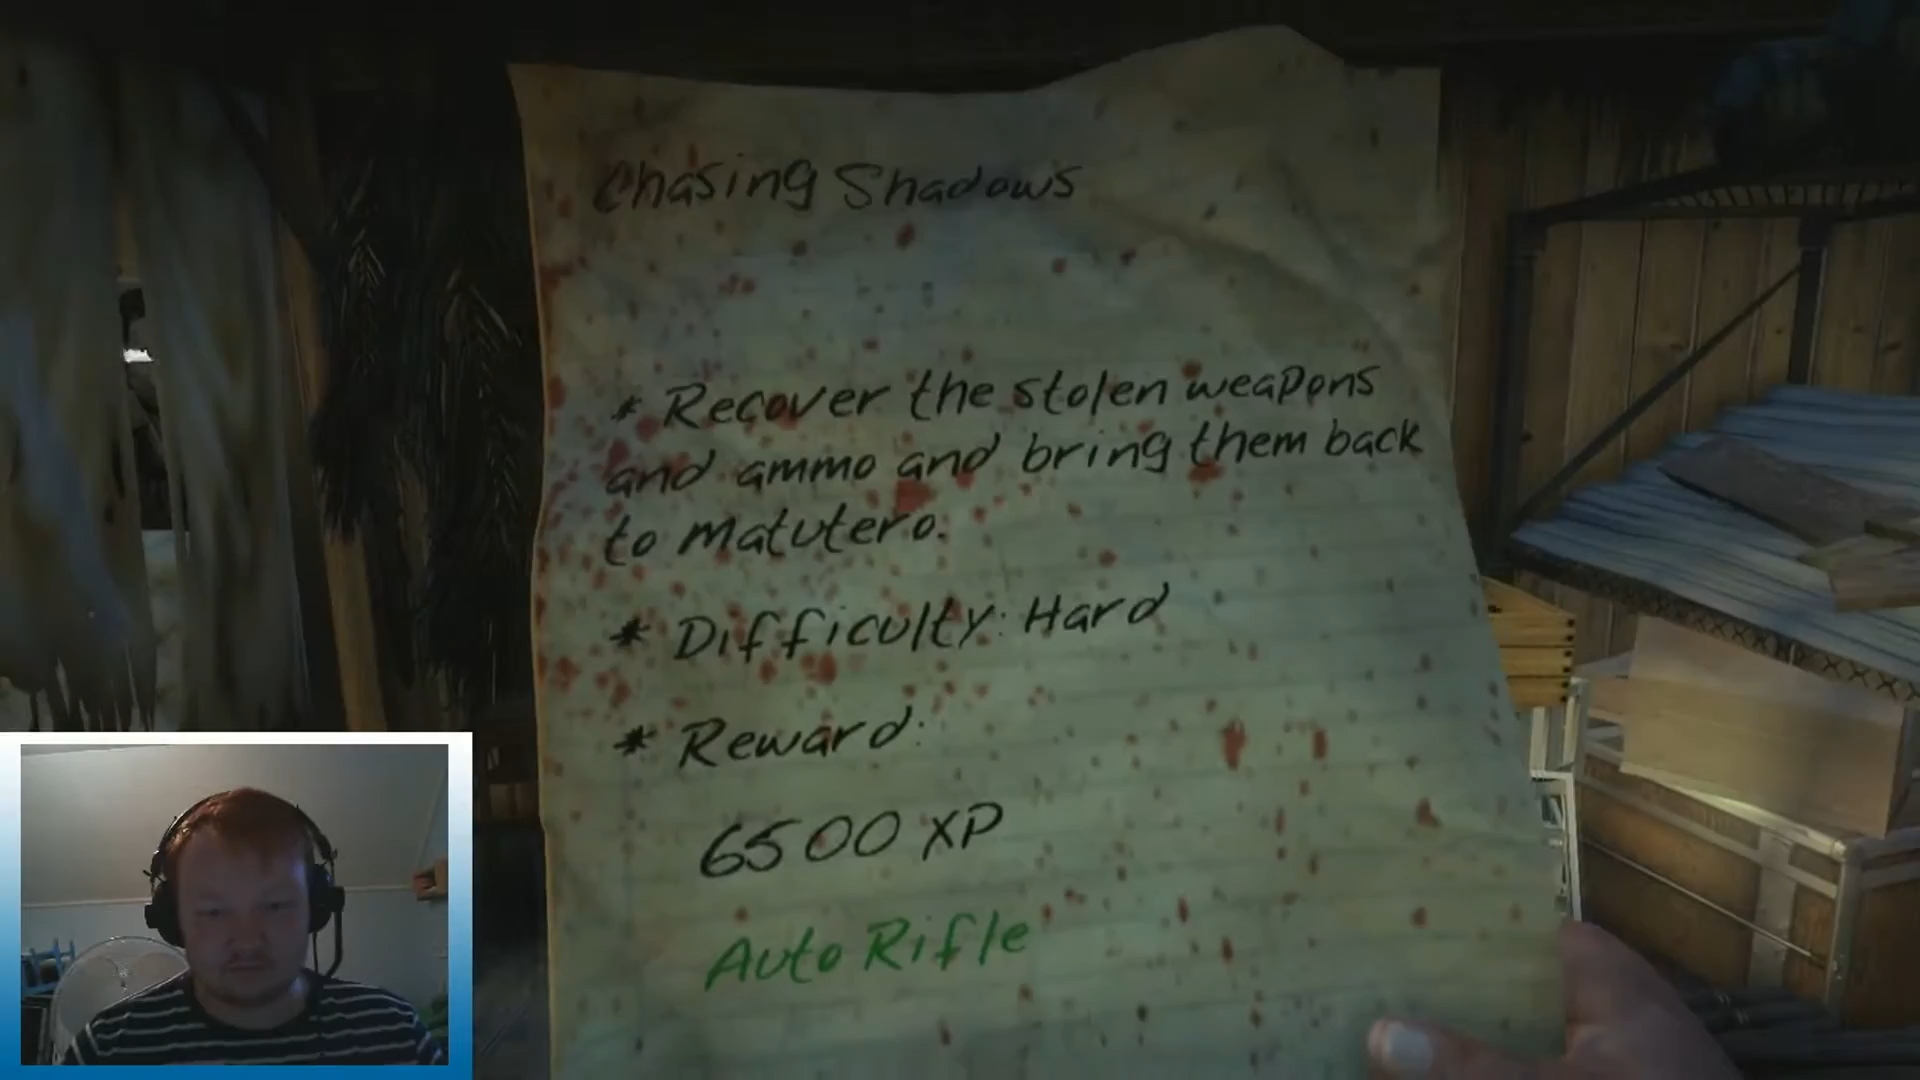 Chasing Shadows
* Recover the stolen weapons
and ammo and bring them back
to Matutero.
* Difficulty: Hard
* Reward:
6500 XP
Auto Rifle